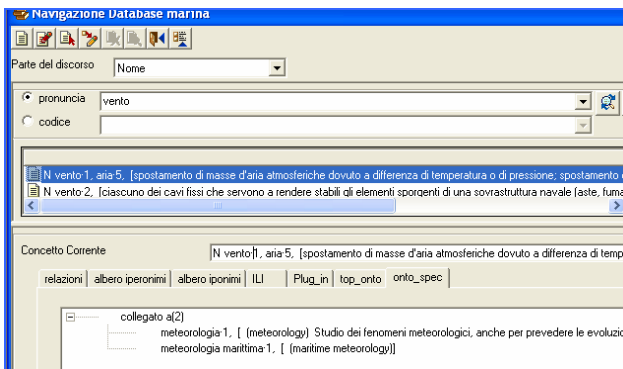 Navigazione Database marina
Parte del discorso Nome
pronuncia vento
codice
N vento·1, aria·5, [spostamento di masse d'aria atmosferiche dovuto a differenza di temperatura o di pressione; spostamento
N vento·2, [ciascuno dei cavi fissi che servono a rendere stabili gli elementi sporgenti di una sovrastruttura navale (aste, fuma
Concetto Corrente N vento·1, aria·5, [spostamento di masse d'aria atmosferiche dovuto a differenza di temp
relazioni albero iperonimi albero iponimi ILI Plug_in top_onto onto_spec
collegato a(2)
meteorologia·1, [ (meteorology) Studio dei fenomeni meteorologici, anche per prevedere le evoluzio
meteorologia marittima·1, [ (maritime meteorology)]